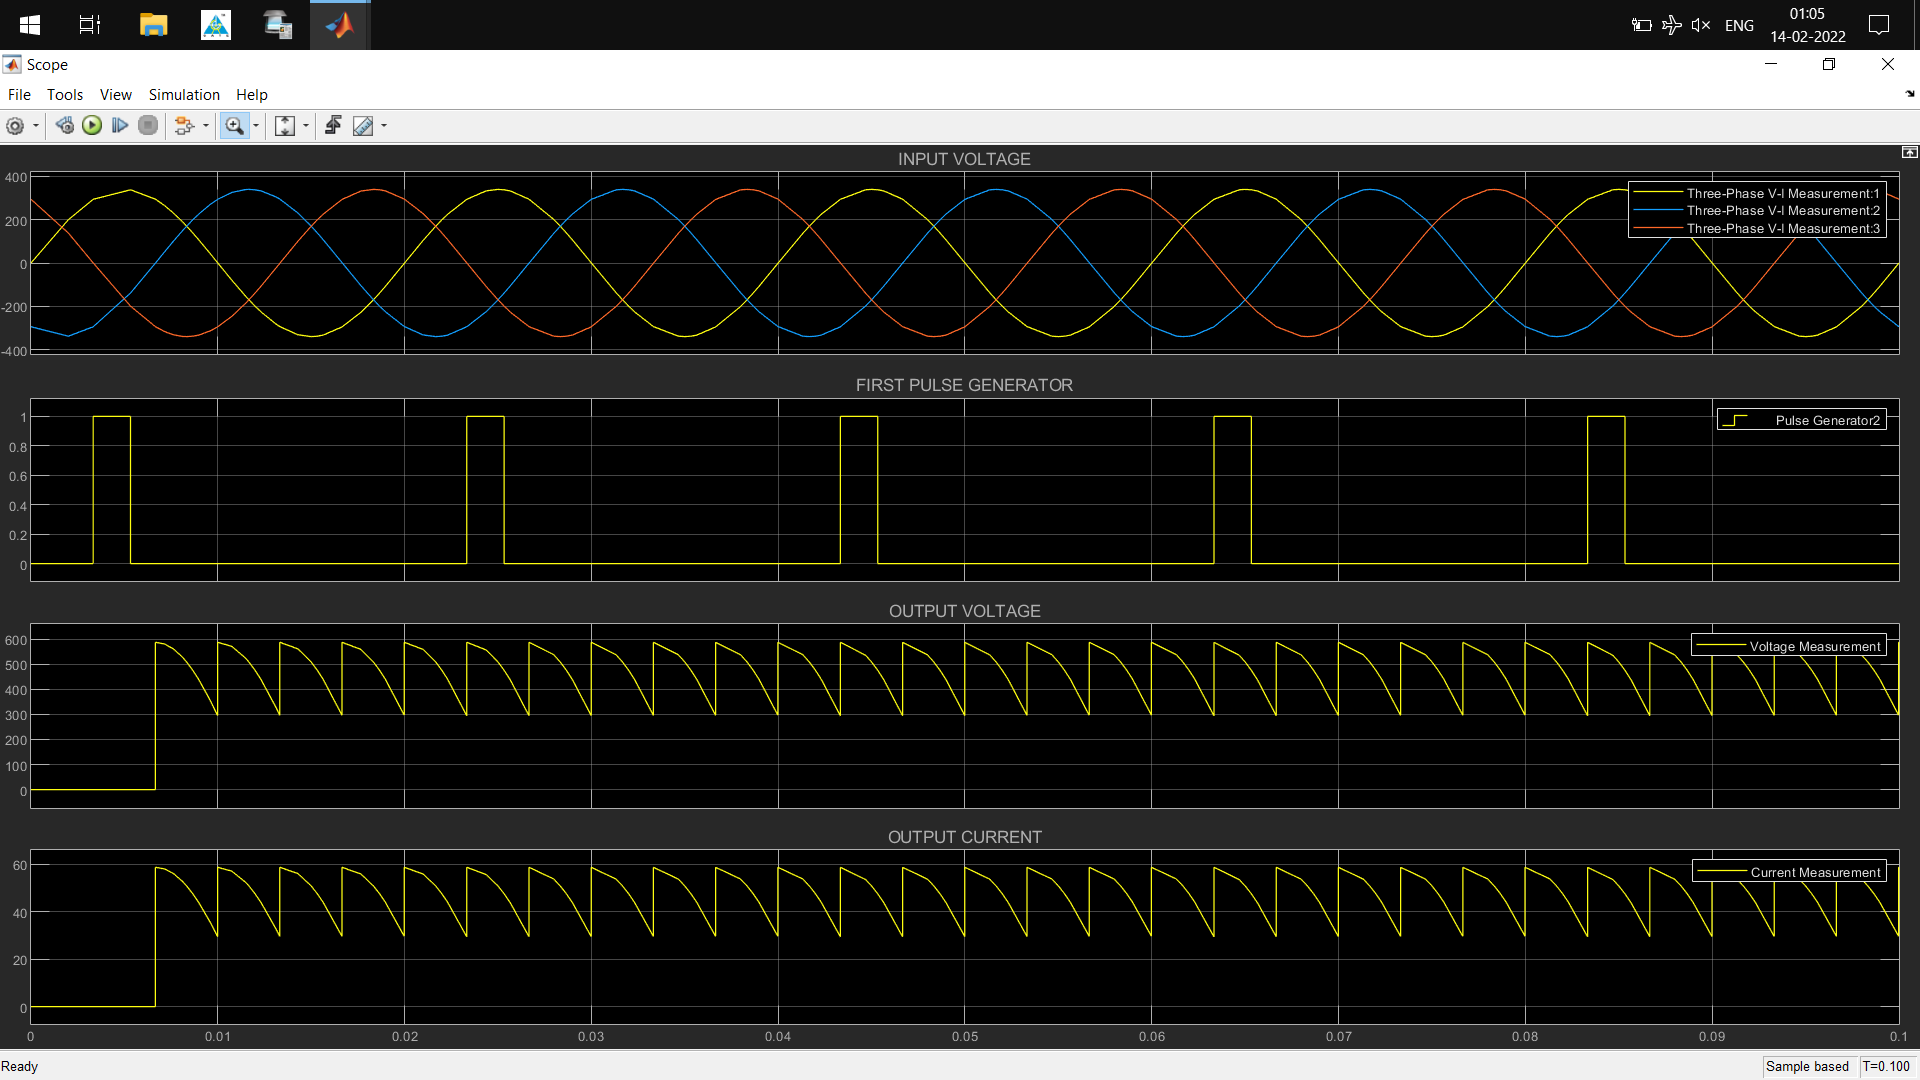 ENG
01:05
14-02-2022
Scope
File Tools View Simulation Help
INPUT VOLTAGE
400
200
0
-200
-400
Three-Phase V-I Measurement:1
Three-Phase V-I Measurement:2
Three-Phase V-I Measurement:3
FIRST PULSE GENERATOR
1
0.8
0.6
0.4
0.2
0
Pulse Generator2
OUTPUT VOLTAGE
600
500
400
300
200
100
0
Voltage Measurement
OUTPUT CURRENT
60
40
20
0
Current Measurement
0 0.01 0.02 0.03 0.04 0.05 0.06 0.07 0.08 0.09 0.1
Ready
Sample based T=0.100